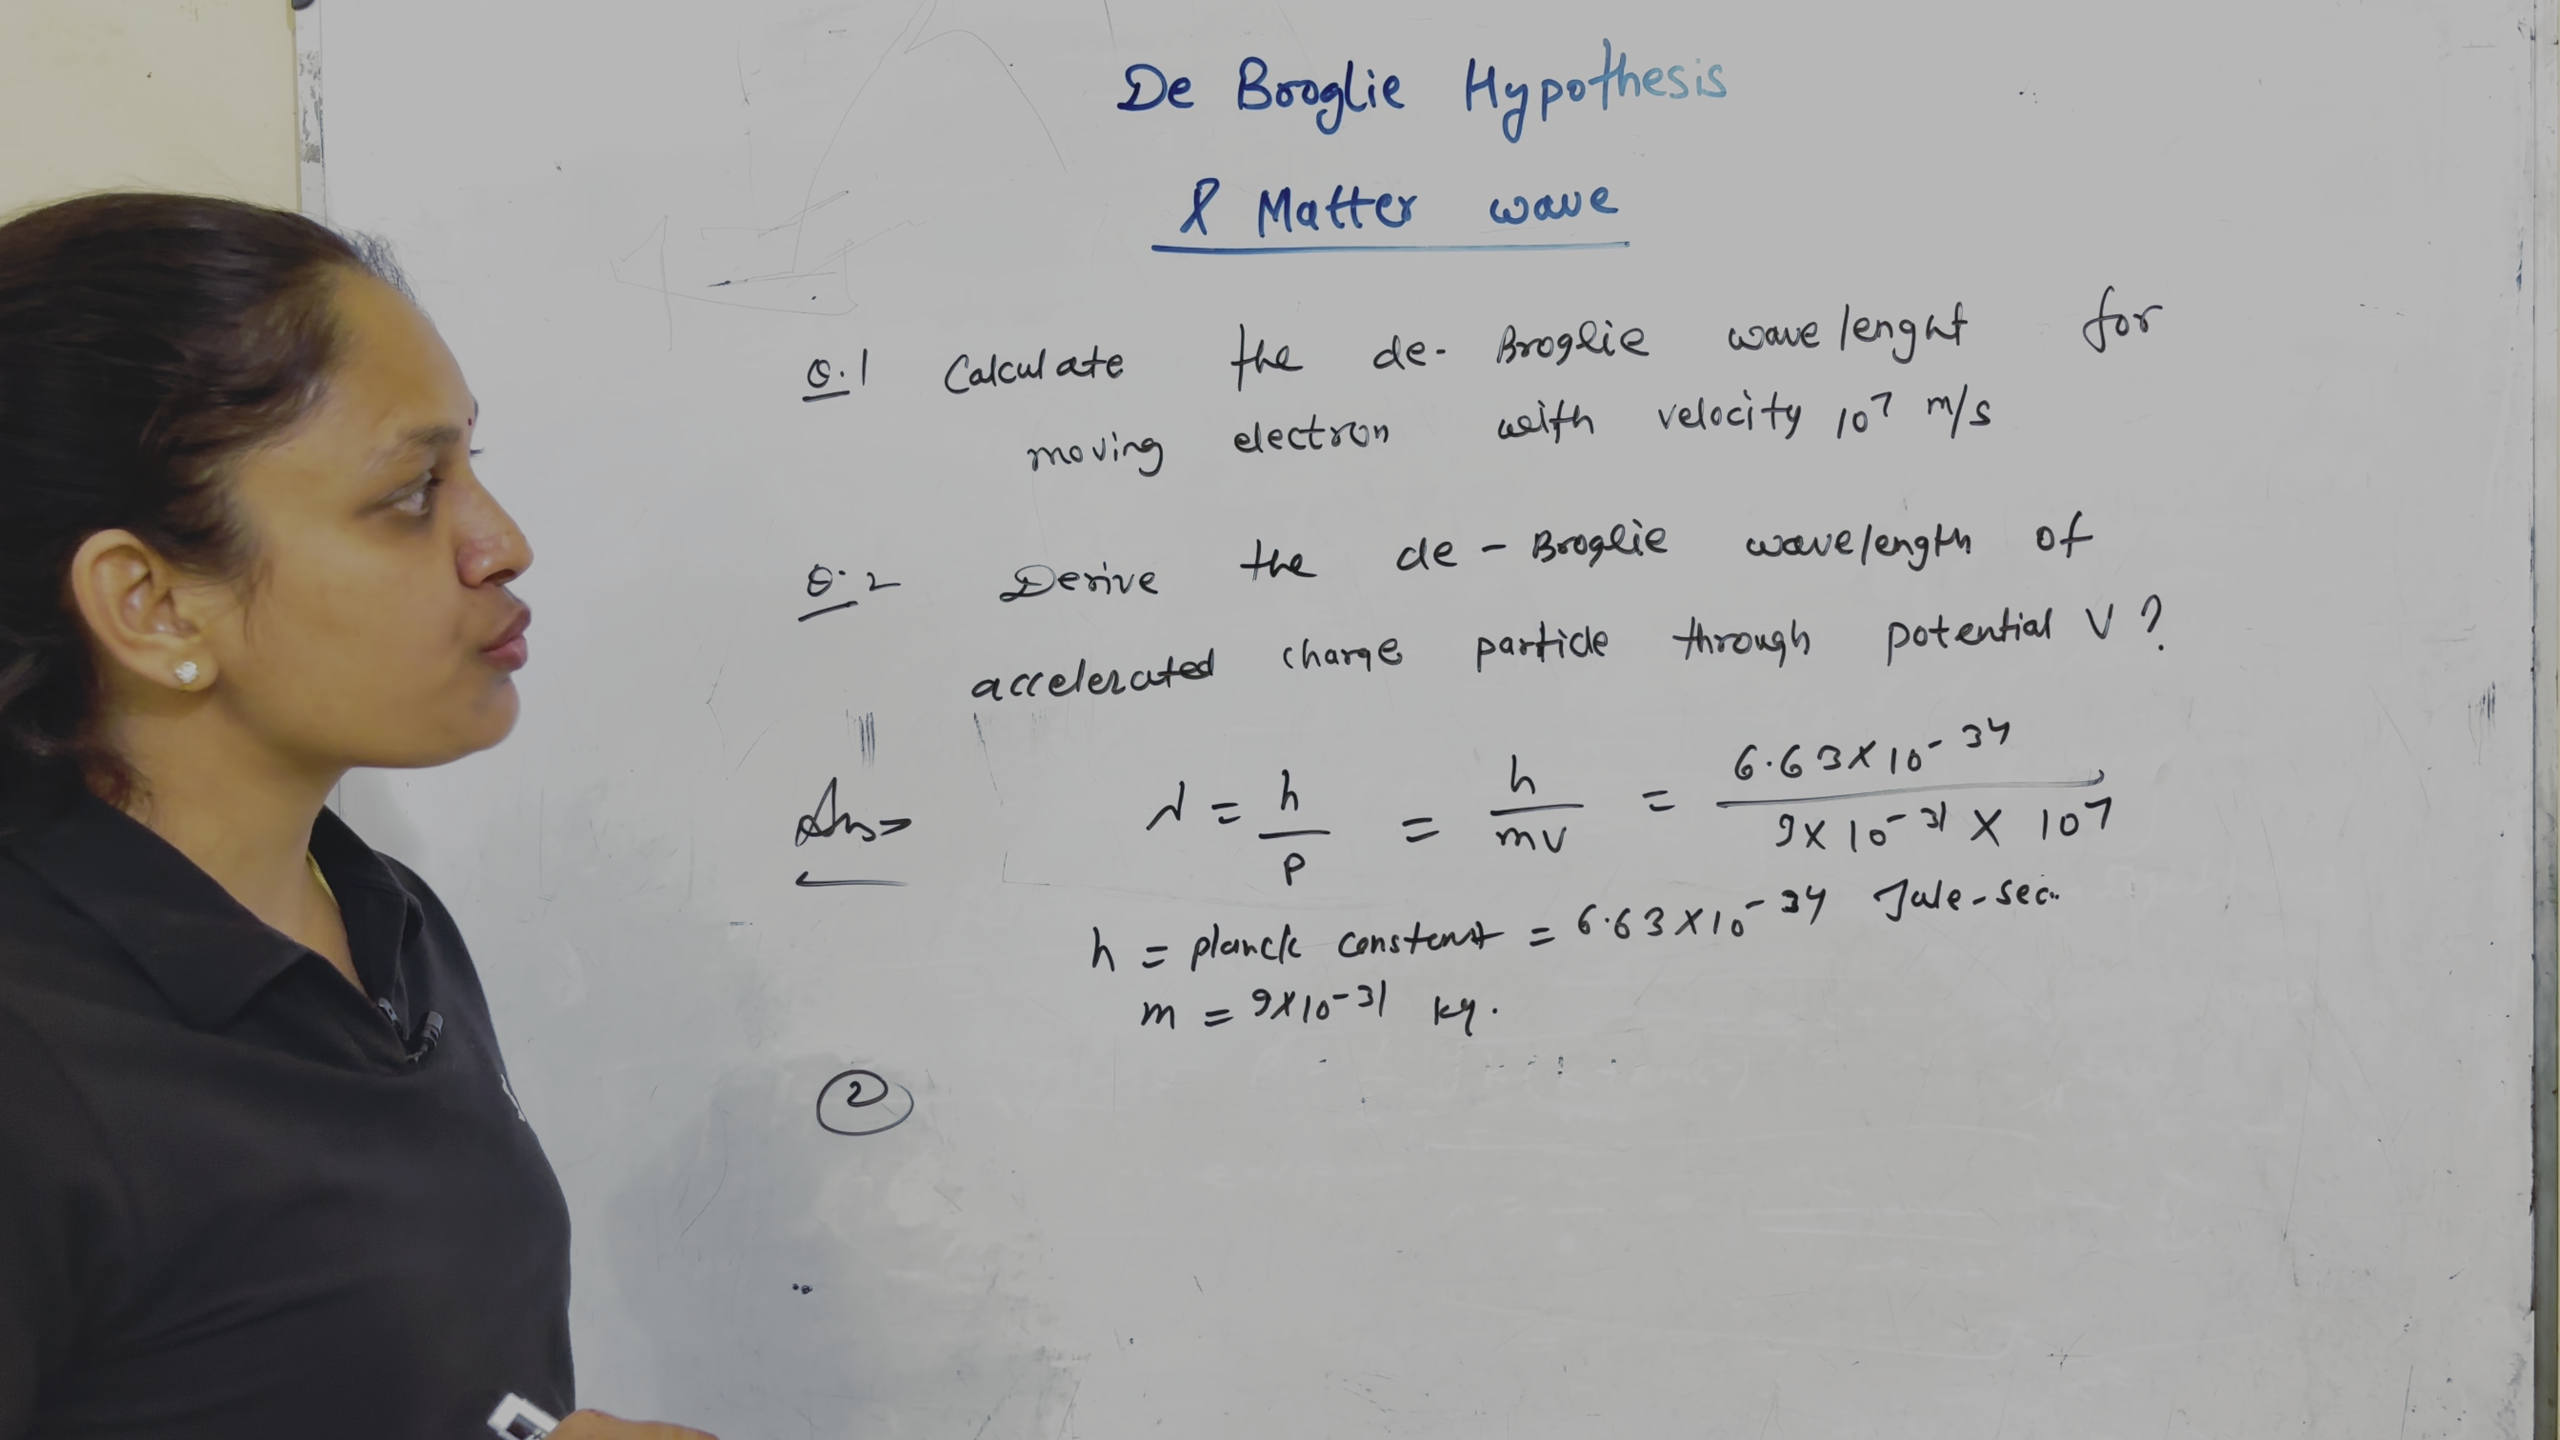 De Broglie Hypothesis
& Matter wave
Q.1 Calculate the de- Broglie wavelenght for
moving electron with velocity 10⁷ m/s
Q.2 Derive the de-Broglie wavelength of
accelerated charge particle through potential V?
Ans⇒ λ = h/p = h/mv = 6.63×10⁻³⁴/9×10⁻³¹ × 10⁷
h = planck constant = 6.63×10⁻³⁴ Jule-sec.
m = 9×10⁻³¹ kg.
2